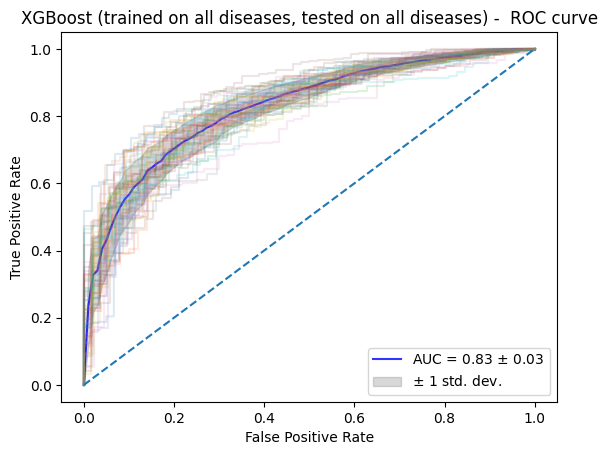 XGBoost (trained on all diseases, tested on all diseases) -  ROC curve
True Positive Rate
1.0
0.8
0.6
0.4
0.2
0.0
AUC = 0.83 ± 0.03
± 1 std. dev.
0.0 0.2 0.4 0.6 0.8 1.0
False Positive Rate